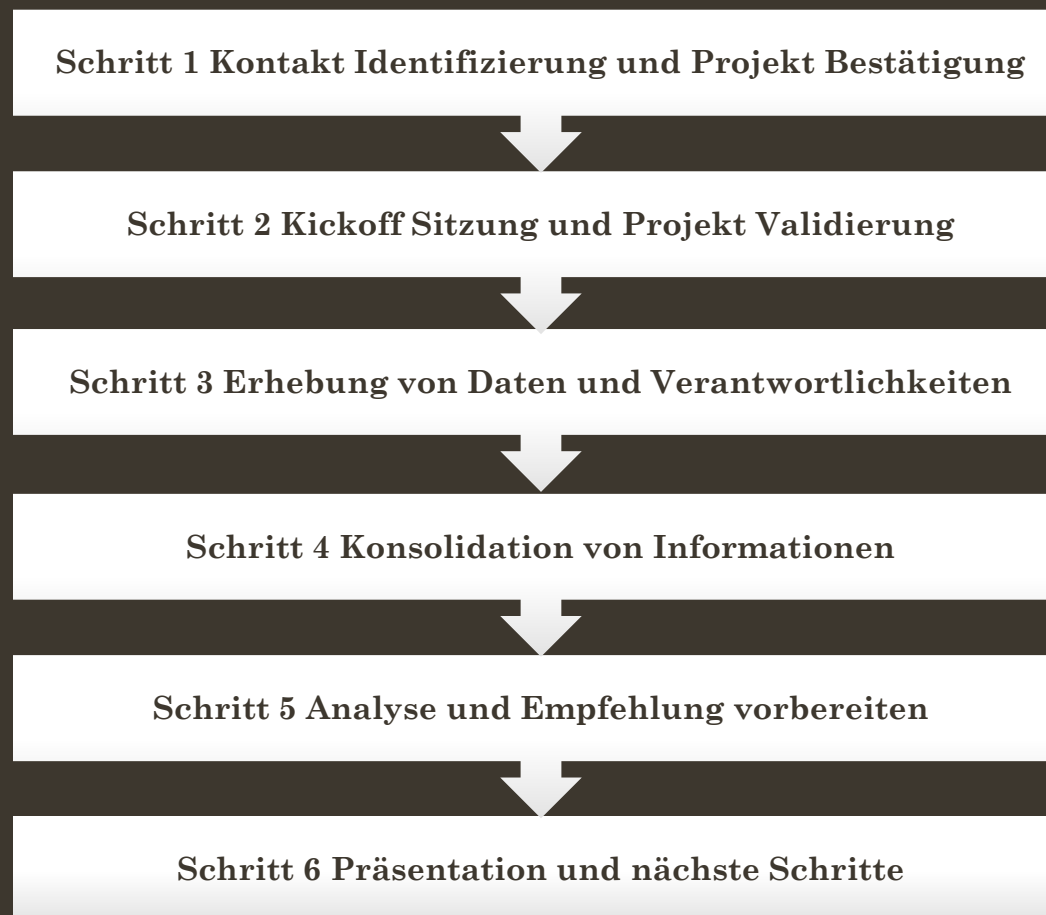 Schritt 1 Kontakt Identifizierung und Projekt Bestätigung
Schritt 2 Kickoff Sitzung und Projekt Validierung
Schritt 3 Erhebung von Daten und Verantwortlichkeiten
Schritt 4 Konsolidation von Informationen
Schritt 5 Analyse und Empfehlung vorbereiten
Schritt 6 Präsentation und nächste Schritte